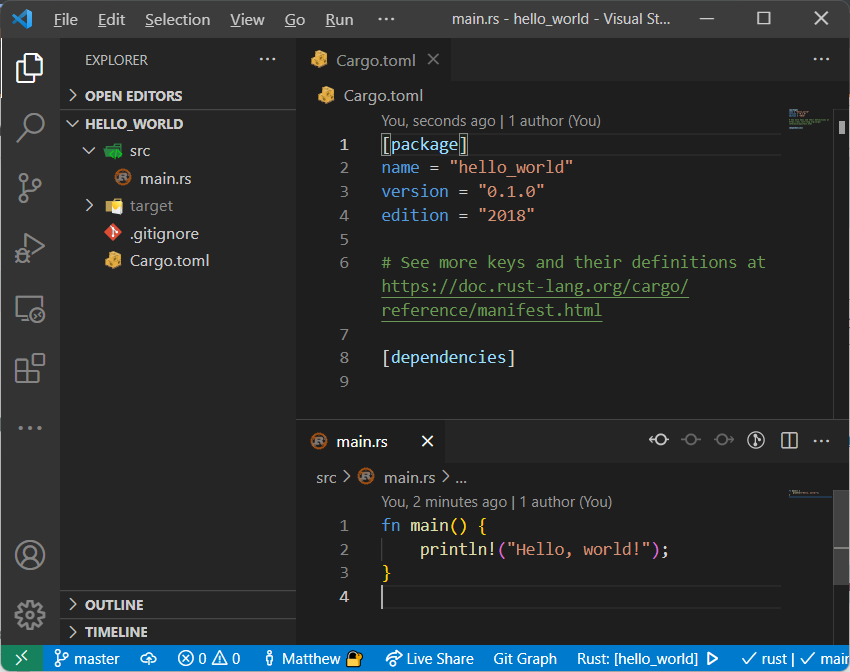 File Edit Selection View Go Run ··· main.rs - hello_world - Visual St...
EXPLORER ···
OPEN EDITORS
HELLO_WORLD
src
main.rs
target
.gitignore
Cargo.toml
OUTLINE
TIMELINE
Cargo.toml
Cargo.toml
You, seconds ago | 1 author (You)
1 [package]
2 name = "hello_world"
3 version = "0.1.0"
4 edition = "2018"
5
6 # See more keys and their definitions at
https://doc.rust-lang.org/cargo/
reference/manifest.html
7
8 [dependencies]
9
main.rs
src > main.rs > ...
You, 2 minutes ago | 1 author (You)
1 fn main() {
2     println!("Hello, world!");
3 }
4
master 0 0 Matthew Live Share Git Graph Rust: [hello_world] rust | mair